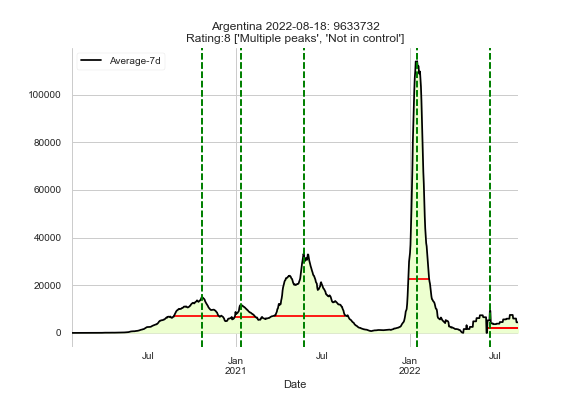 Argentina 2022-08-18: 9633732
Rating:8 ['Multiple peaks', 'Not in control']
Average-7d
100000
80000
60000
40000
20000
0
Jul
Jan
2021
Jul
Jan
2022
Jul
Date